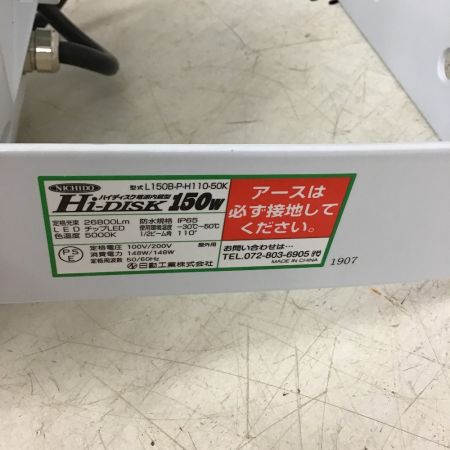 NICHIDO
型式 L150B-P-H110-50K
ハイディスク 電源内蔵型
Hi-DISK 150W
定格光束 26800Lm 防水規格 IP65
LED チップLED 使用環境温度 -30℃~50℃
色温度 5000K 1/2ビーム角 110°
PS
E
定格電圧 100V/200V 屋外用
消費電力 148W/148W
定格周波数 50/60Hz 日動工業株式会社
アースは
必ず接地して
ください。
お問い合わせは…
TEL.072-803-6905
MADE IN CHINA
1907